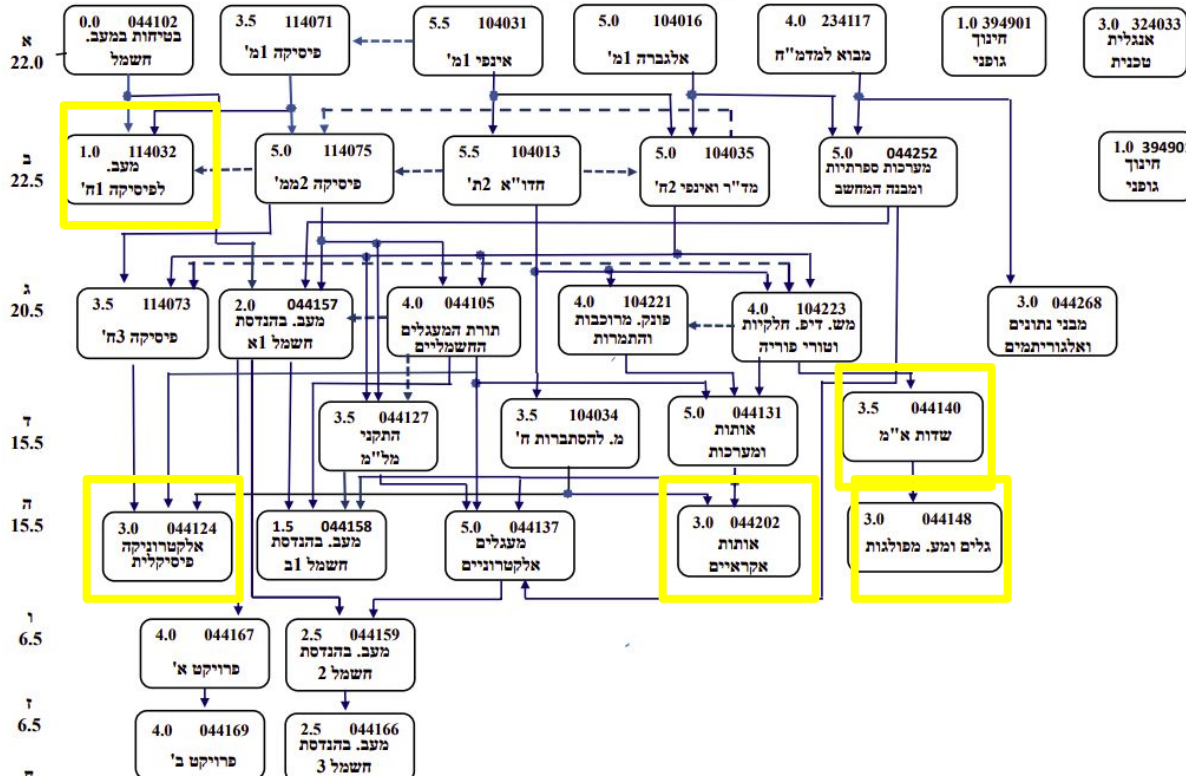 א
22.0
0.0 044102
בטיחות במעב.
חשמל
3.5 114071
פיסיקה 1מ'
5.5 104031
אינפי 1מ'
5.0 104016
אלגברה 1מ'
4.0 234117
מבוא למדמ"ח
1.0 394901
חינוך
גופני
3.0 324033
אנגלית
טכנית
ב
22.5
1.0 114032
מעב.
לפיסיקה 1ח'
5.0 114075
פיסיקה 2ממ'
5.5 104013
חדו"א 2ת'
5.0 104035
מד"ר ואינפי 2ח'
5.0 044252
מערכות ספרתיות
ומבנה המחשב
1.0 39490
חינוך
גופני
ג
20.5
3.5 114073
פיסיקה 3ח'
2.0 044157
מעב. בהנדסת
חשמל 1א
4.0 044105
תורת המעגלים
החשמליים
4.0 104221
פונק. מרוכבות
והתמרות
4.0 104223
מש. דיפ. חלקיות
וטורי פוריה
3.0 044268
מבני נתונים
ואלגוריתמים
ד
15.5
3.5 044127
התקני
מל"מ
3.5 104034
מ. להסתברות ח'
5.0 044131
אותות
ומערכות
3.5 044140
שדות א"מ
ה
15.5
3.0 044124
אלקטרוניקה
פיסיקלית
1.5 044158
מעב. בהנדסת
חשמל 1ב
5.0 044137
מעגלים
אלקטרוניים
3.0 044202
אותות
אקראיים
3.0 044148
גלים ומע. מפולגות
ו
6.5
4.0 044167
פרויקט א'
2.5 044159
מעב. בהנדסת
חשמל 2
ז
6.5
4.0 044169
פרויקט ב'
2.5 044166
מעב. בהנדסת
חשמל 3